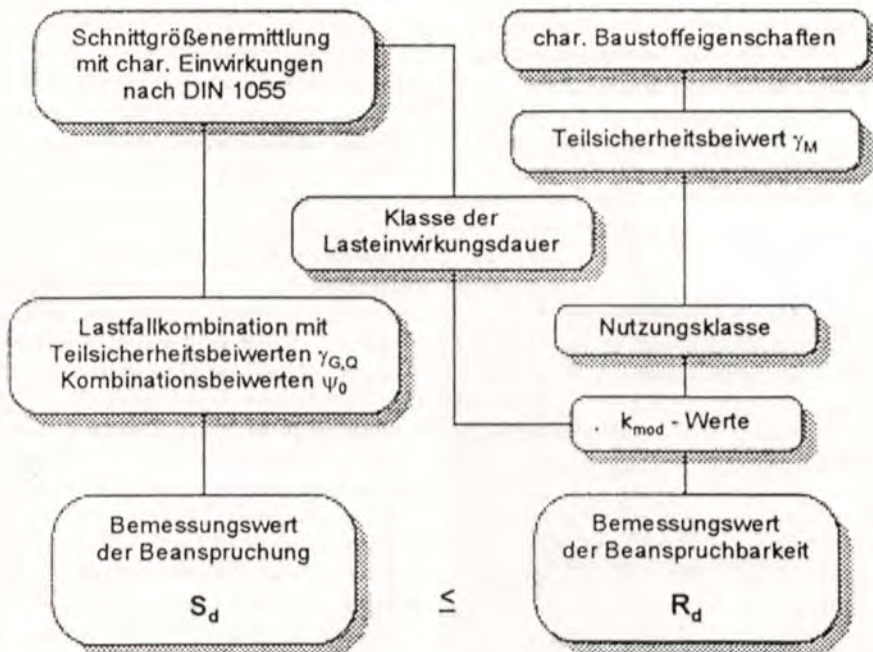 Schnittgrößenermittlung
mit char. Einwirkungen
nach DIN 1055
char. Baustoffeigenschaften
Teilsicherheitsbeiwert γM
Klasse der
Lasteinwirkungsdauer
Lastfallkombination mit
Teilsicherheitsbeiwerten γG,Q
Kombinationsbeiwerten ψ0
Nutzungsklasse
. kmod - Werte
Bemessungswert
der Beanspruchung
Sd
≤
Bemessungswert
der Beanspruchbarkeit
Rd